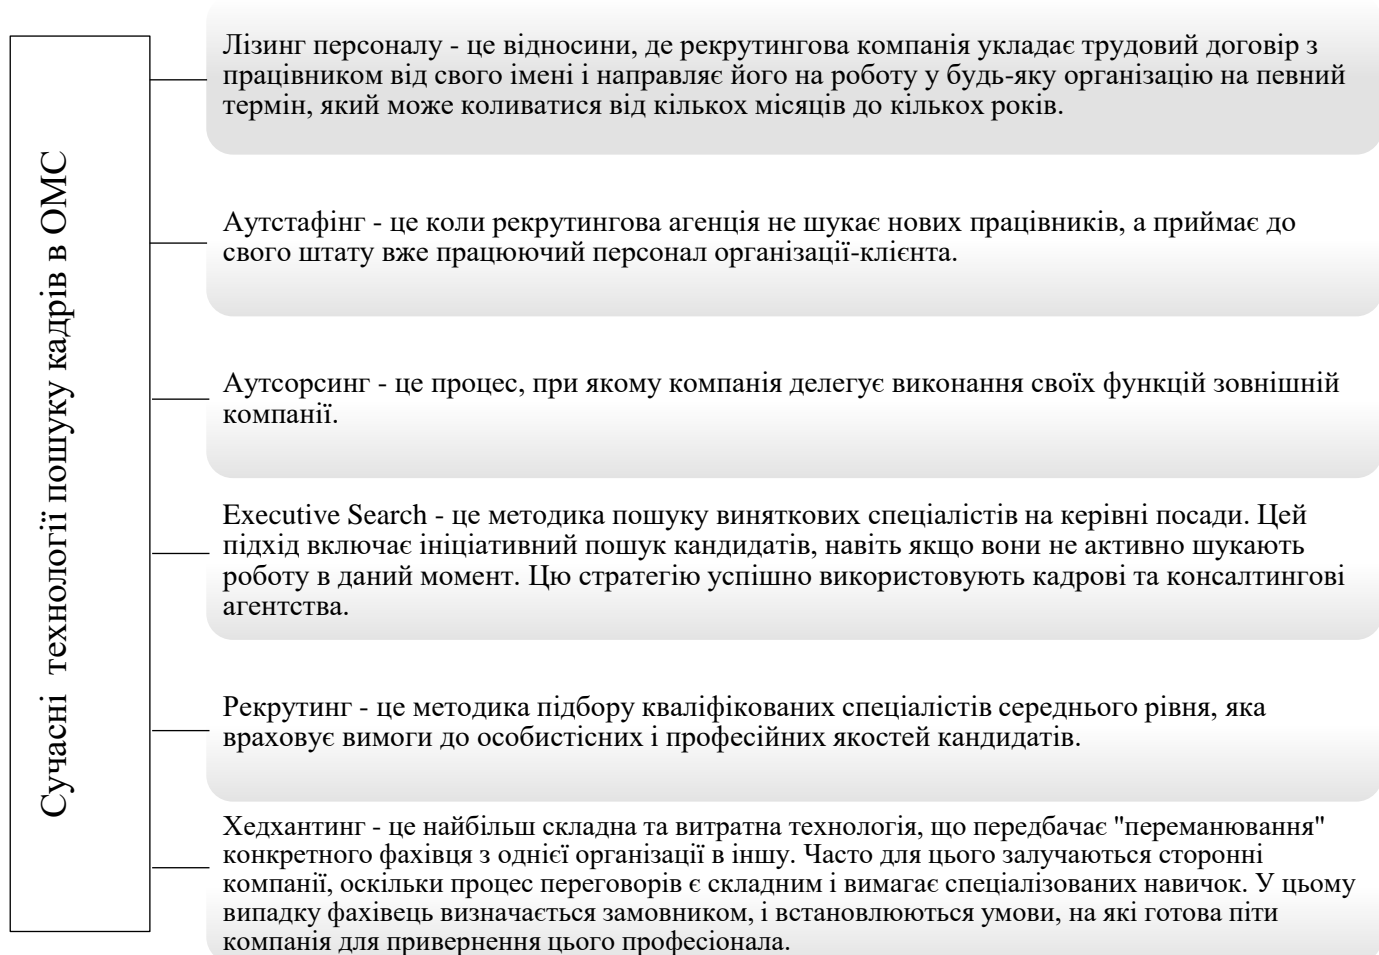 Сучасні технології пошуку кадрів в ОМС
Лізинг персоналу - це відносини, де рекрутингова компанія укладає трудовий договір з
працівником від свого імені і направляє його на роботу у будь-яку організацію на певний
термін, який може коливатися від кількох місяців до кількох років.
Аутстафінг - це коли рекрутингова агенція не шукає нових працівників, а приймає до
свого штату вже працюючий персонал організації-клієнта.
Аутсорсинг - це процес, при якому компанія делегує виконання своїх функцій зовнішній
компанії.
Executive Search - це методика пошуку виняткових спеціалістів на керівні посади. Цей
підхід включає ініціативний пошук кандидатів, навіть якщо вони не активно шукають
роботу в даний момент. Цю стратегію успішно використовують кадрові та консалтингові
агентства.
Рекрутинг - це методика підбору кваліфікованих спеціалістів середнього рівня, яка
враховує вимоги до особистісних і професійних якостей кандидатів.
Хедхантинг - це найбільш складна та витратна технологія, що передбачає "переманювання"
конкретного фахівця з однієї організації в іншу. Часто для цього залучаються сторонні
компанії, оскільки процес переговорів є складним і вимагає спеціалізованих навичок. У цьому
випадку фахівець визначається замовником, і встановлюються умови, на які готова піти
компанія для привернення цього професіонала.